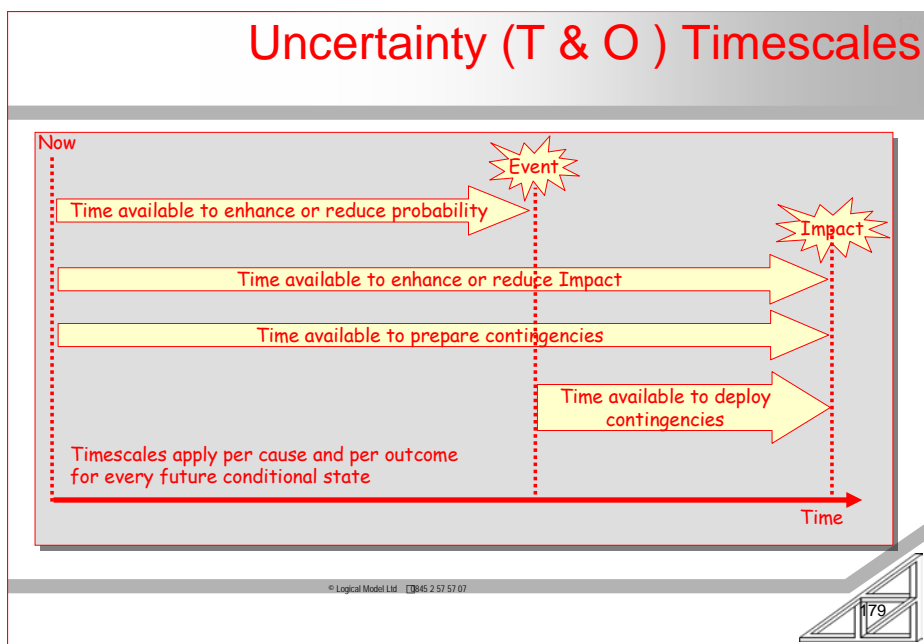 Uncertainty (T & O ) Timescales
Now
Event
Time available to enhance or reduce probability
Impact
Time available to enhance or reduce Impact
Time available to prepare contingencies
Time available to deploy
contingencies
Timescales apply per cause and per outcome
for every future conditional state
Time
© Logical Model Ltd 0845 2 57 57 07
179